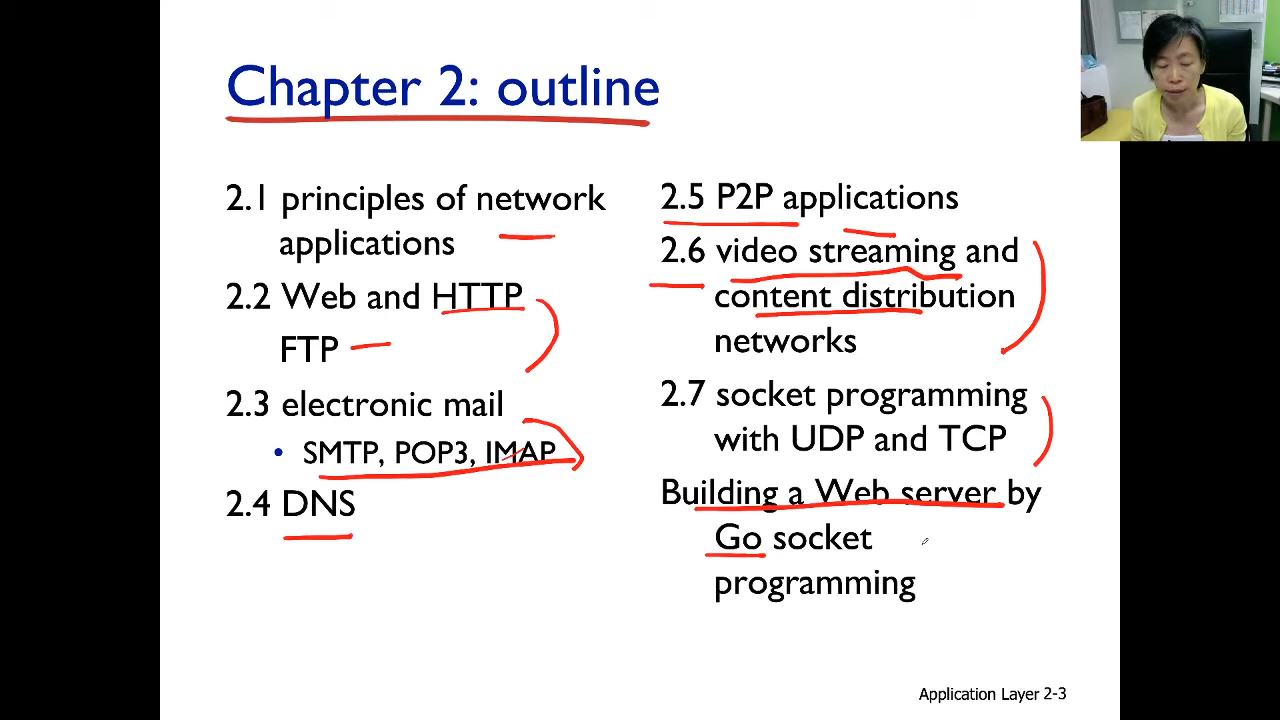 Chapter 2: outline
2.1 principles of network
applications
2.2 Web and HTTP
FTP
2.3 electronic mail
• SMTP, POP3, IMAP
2.4 DNS
2.5 P2P applications
2.6 video streaming and
content distribution
networks
2.7 socket programming
with UDP and TCP
Building a Web server by
Go socket
programming
Application Layer 2-3